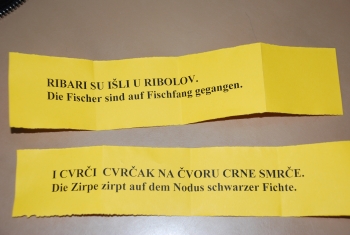 RIBARI SU IŠLI U RIBOLOV.
Die Fischer sind auf Fischfang gegangen.
I CVRČI  CVRČAK NA ČVORU CRNE SMRČE.
Die Zirpe zirpt auf dem Nodus schwarzer Fichte.